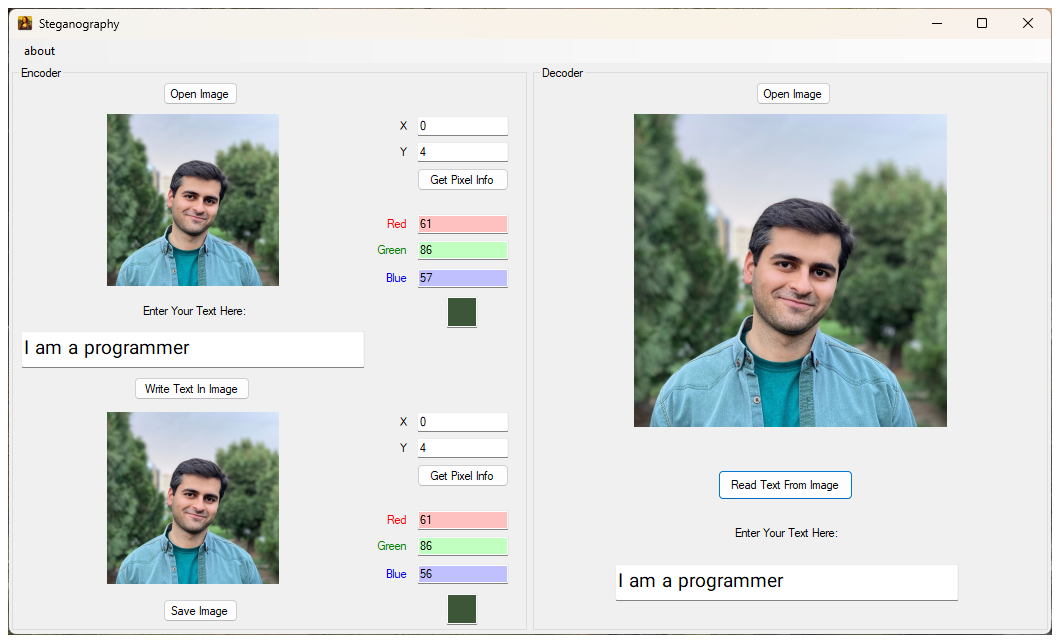 Steganography
about
Encoder
Open Image
X 0
Y 4
Get Pixel Info
Red 61
Green 86
Blue 57
Enter Your Text Here:
I am a programmer
Write Text In Image
X 0
Y 4
Get Pixel Info
Red 61
Green 86
Blue 56
Save Image
Decoder
Open Image
Read Text From Image
Enter Your Text Here:
I am a programmer